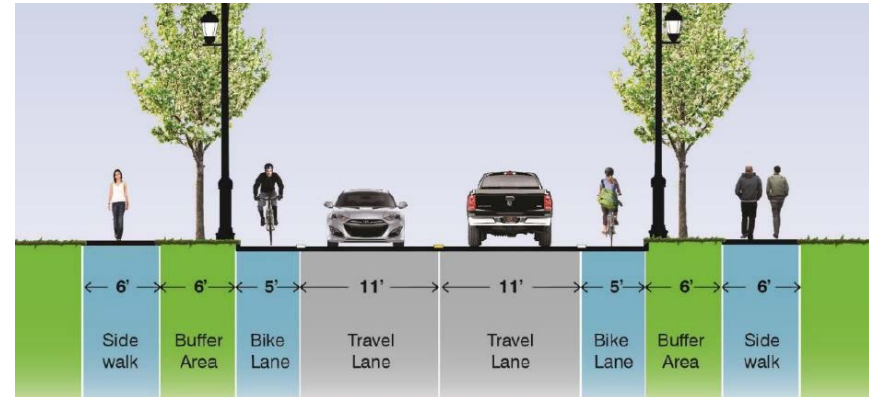 6' 6' 5' 11' 11' 5' 6' 6'
Side Buffer Bike Travel Travel Bike Buffer Side
walk Area Lane Lane Lane Lane Area walk